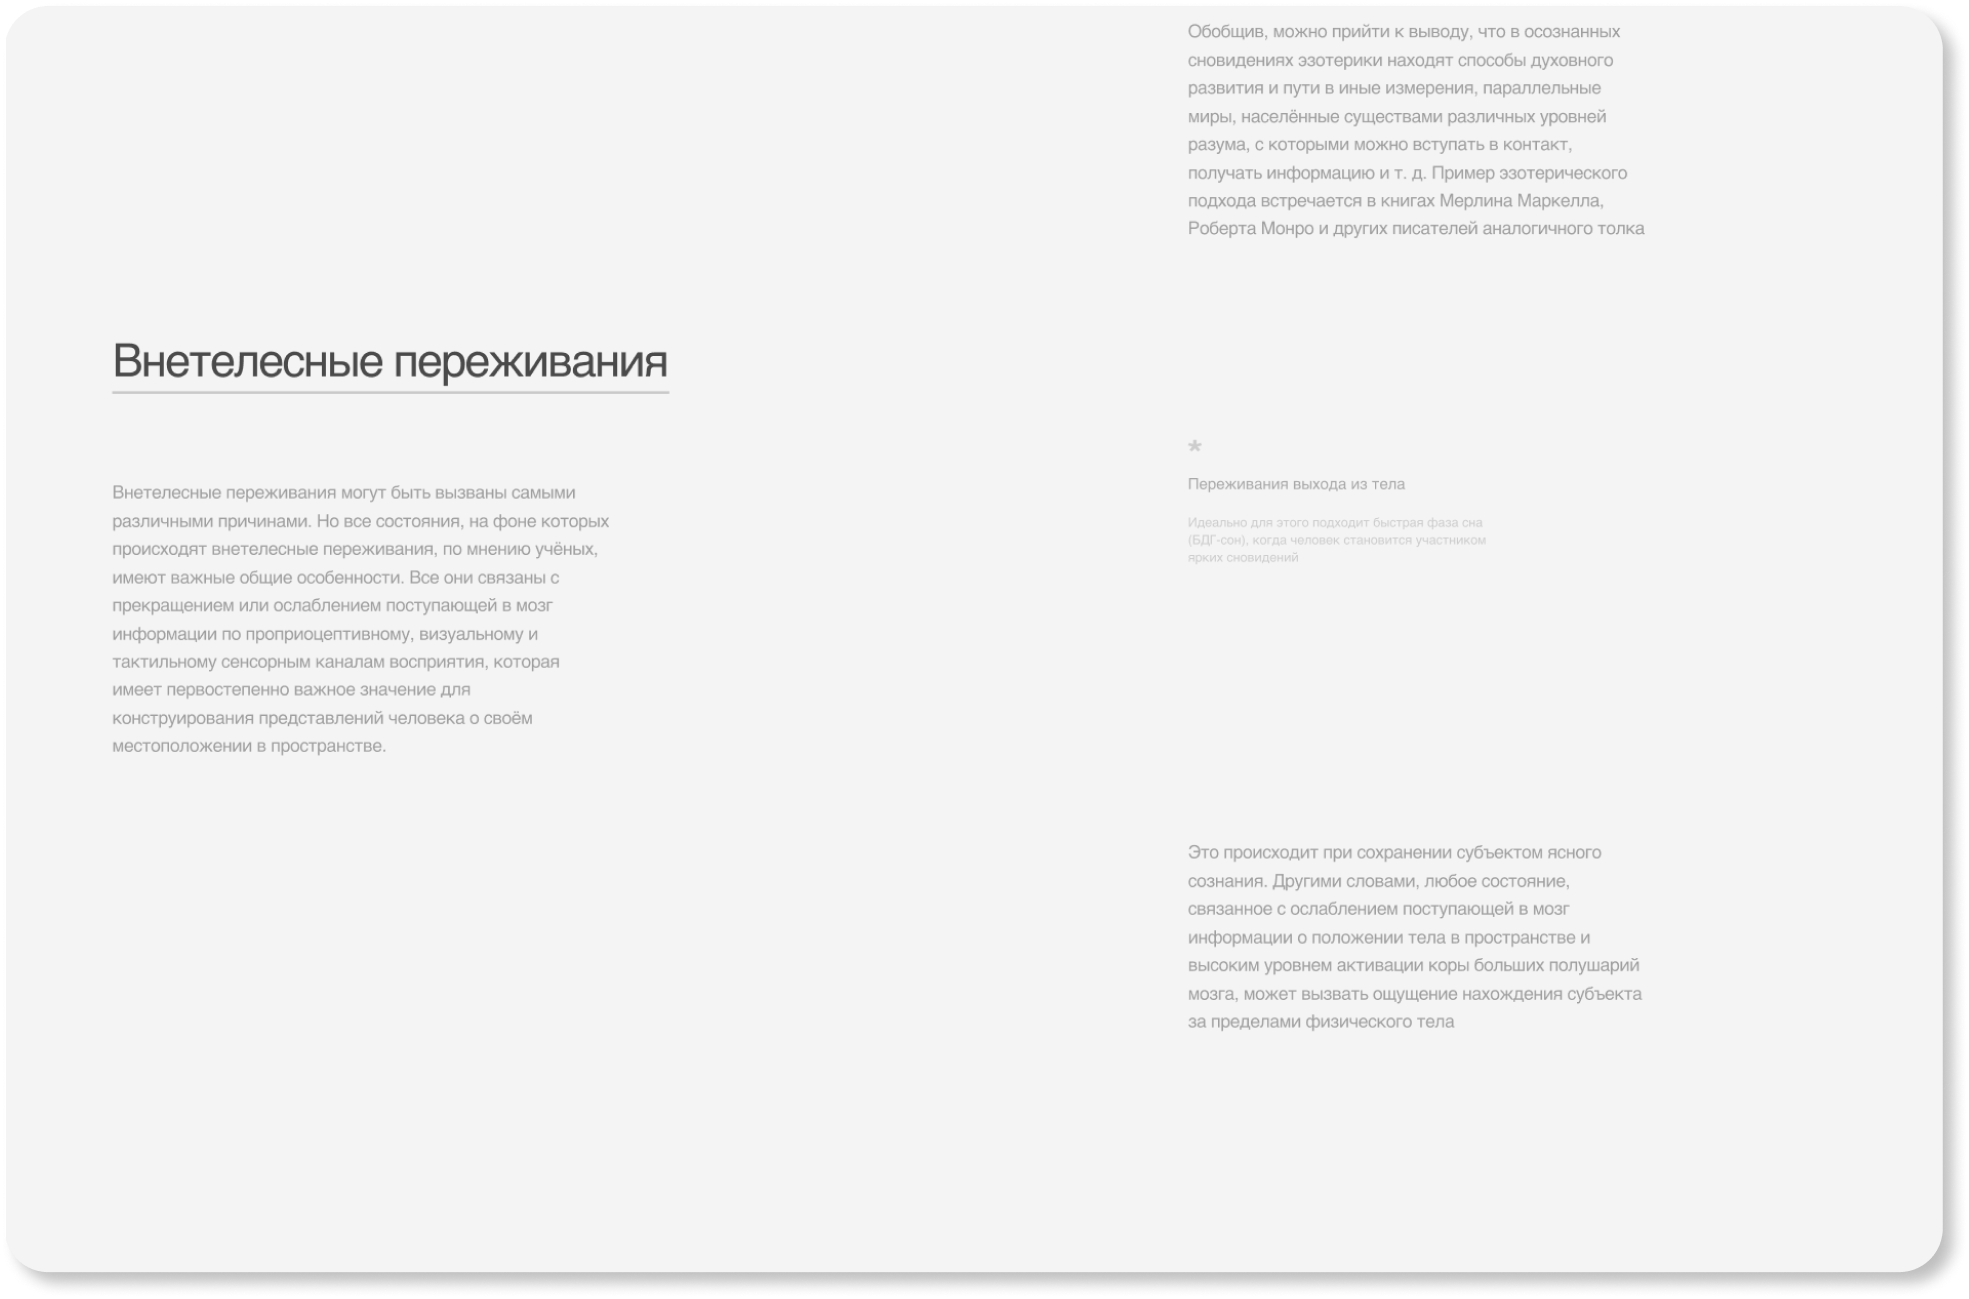 Обобщив, можно прийти к выводу, что в осознанных
сновидениях эзотерики находят способы духовного
развития и пути в иные измерения, параллельные
миры, населённые существами различных уровней
разума, с которыми можно вступать в контакт,
получать информацию и т. д. Пример эзотерического
подхода встречается в книгах Мерлина Маркелла,
Роберта Монро и других писателей аналогичного толка
Внетелесные переживания
Внетелесные переживания могут быть вызваны самыми
различными причинами. Но все состояния, на фоне которых
происходят внетелесные переживания, по мнению учёных,
имеют важные общие особенности. Все они связаны с
прекращением или ослаблением поступающей в мозг
информации по проприоцептивному, визуальному и
тактильному сенсорным каналам восприятия, которая
имеет первостепенно важное значение для
конструирования представлений человека о своём
местоположении в пространстве.
*
Переживания выхода из тела
Идеально для этого подходит быстрая фаза сна
(БДГ-сон), когда человек становится участником
ярких сновидений
Это происходит при сохранении субъектом ясного
сознания. Другими словами, любое состояние,
связанное с ослаблением поступающей в мозг
информации о положении тела в пространстве и
высоким уровнем активации коры больших полушарий
мозга, может вызвать ощущение нахождения субъекта
за пределами физического тела